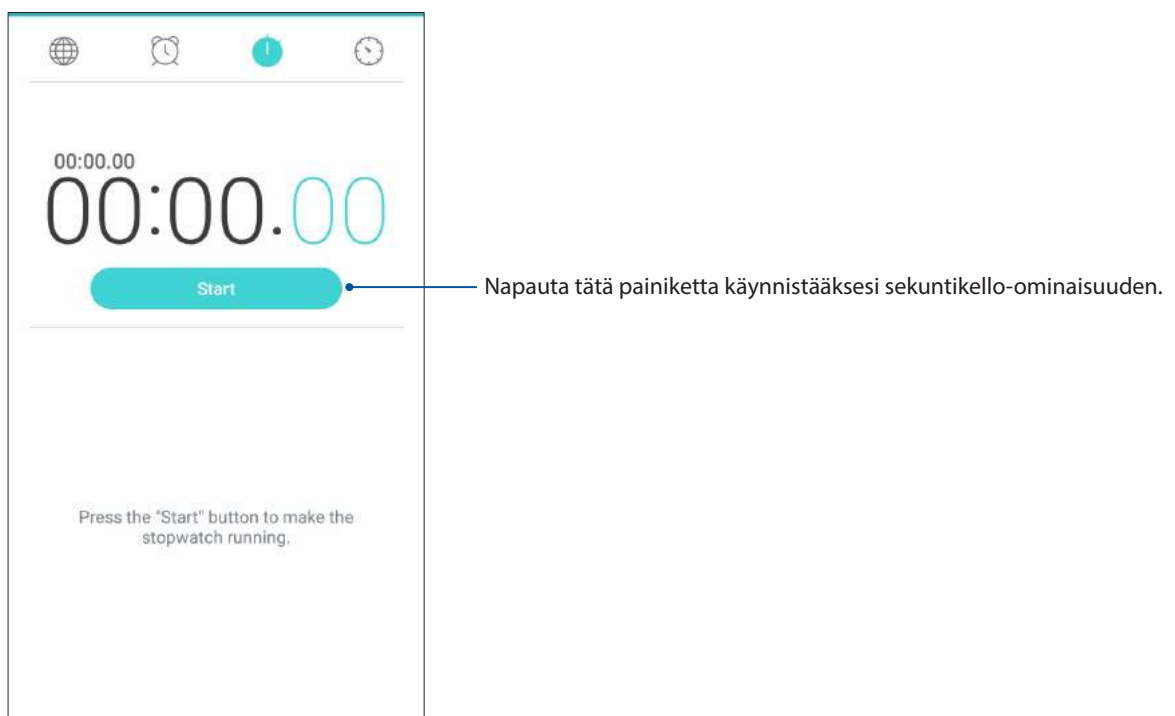 00:00.00
00:00.00
Start
Napauta tätä painiketta käynnistääksesi sekuntikello-ominaisuuden.
Press the "Start" button to make the
stopwatch running.